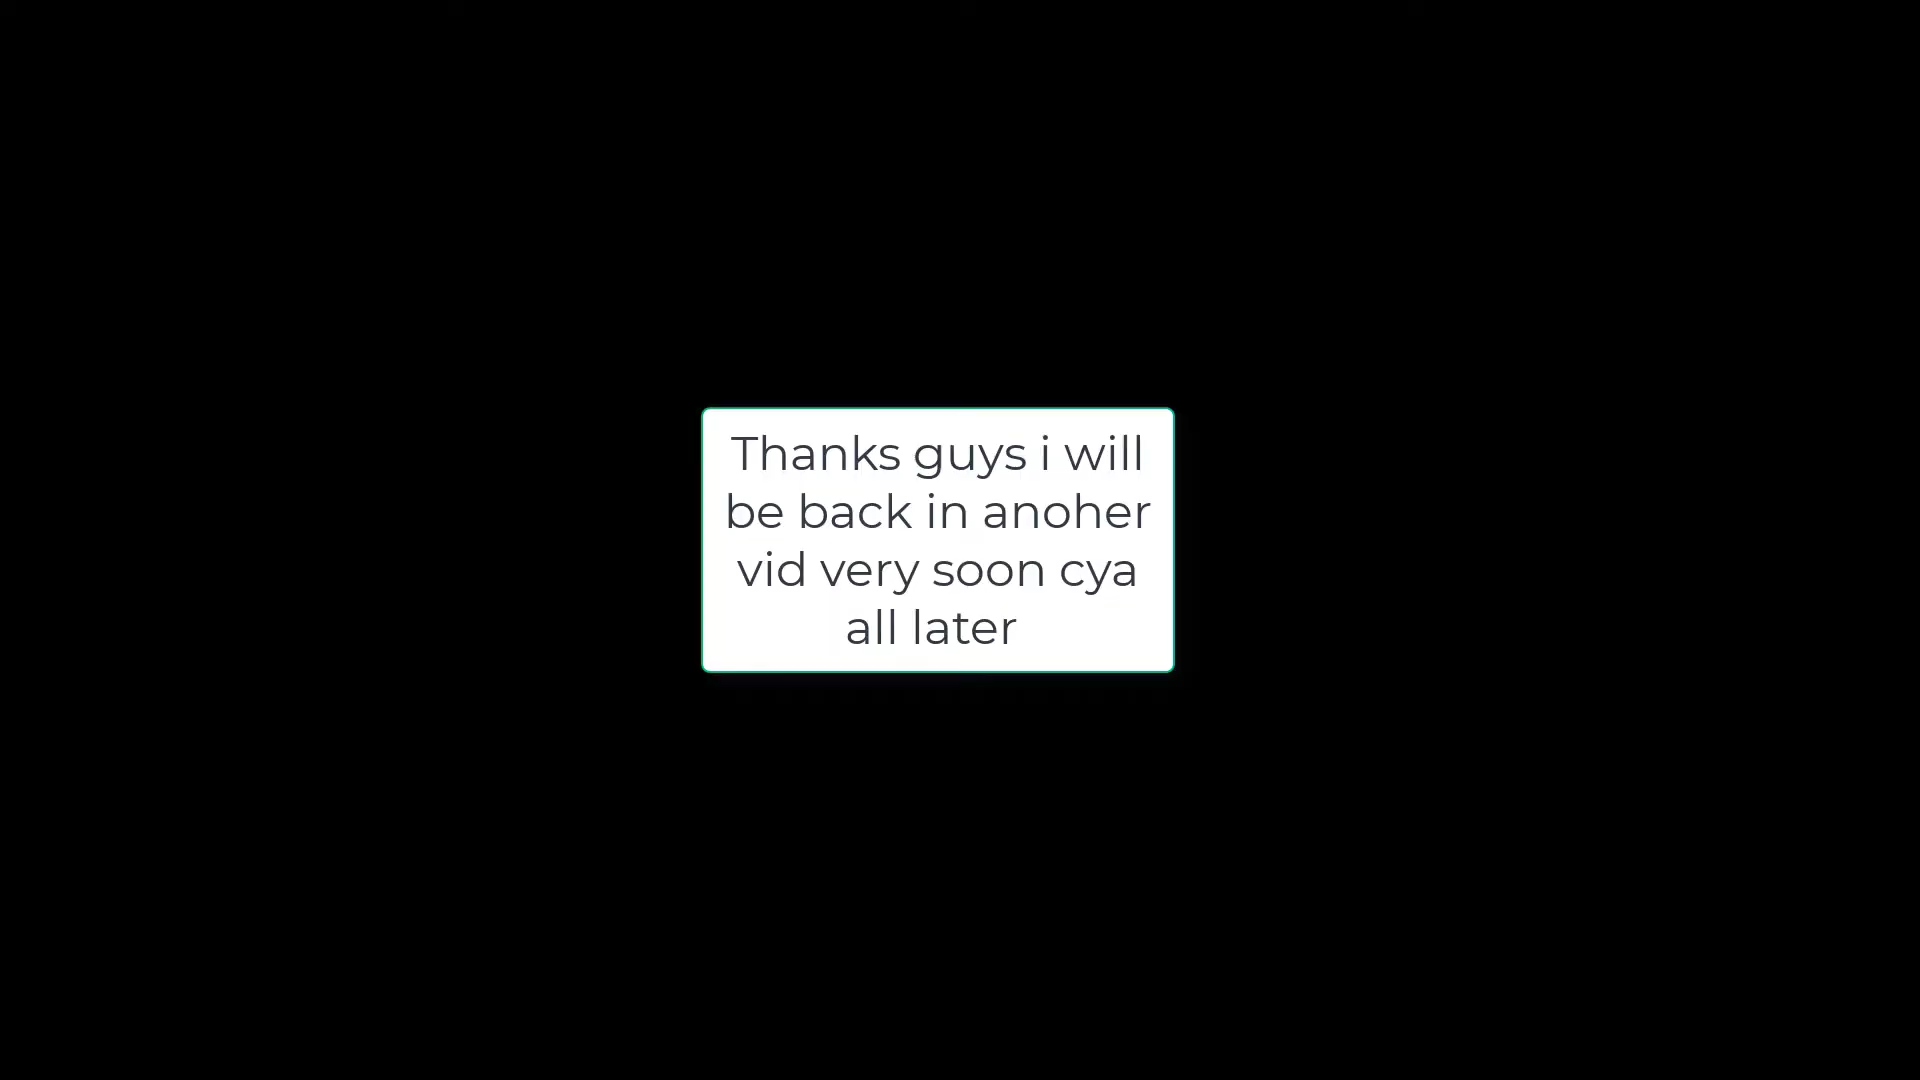 Thanks guys i will
be back in anoher
vid very soon cya
all later